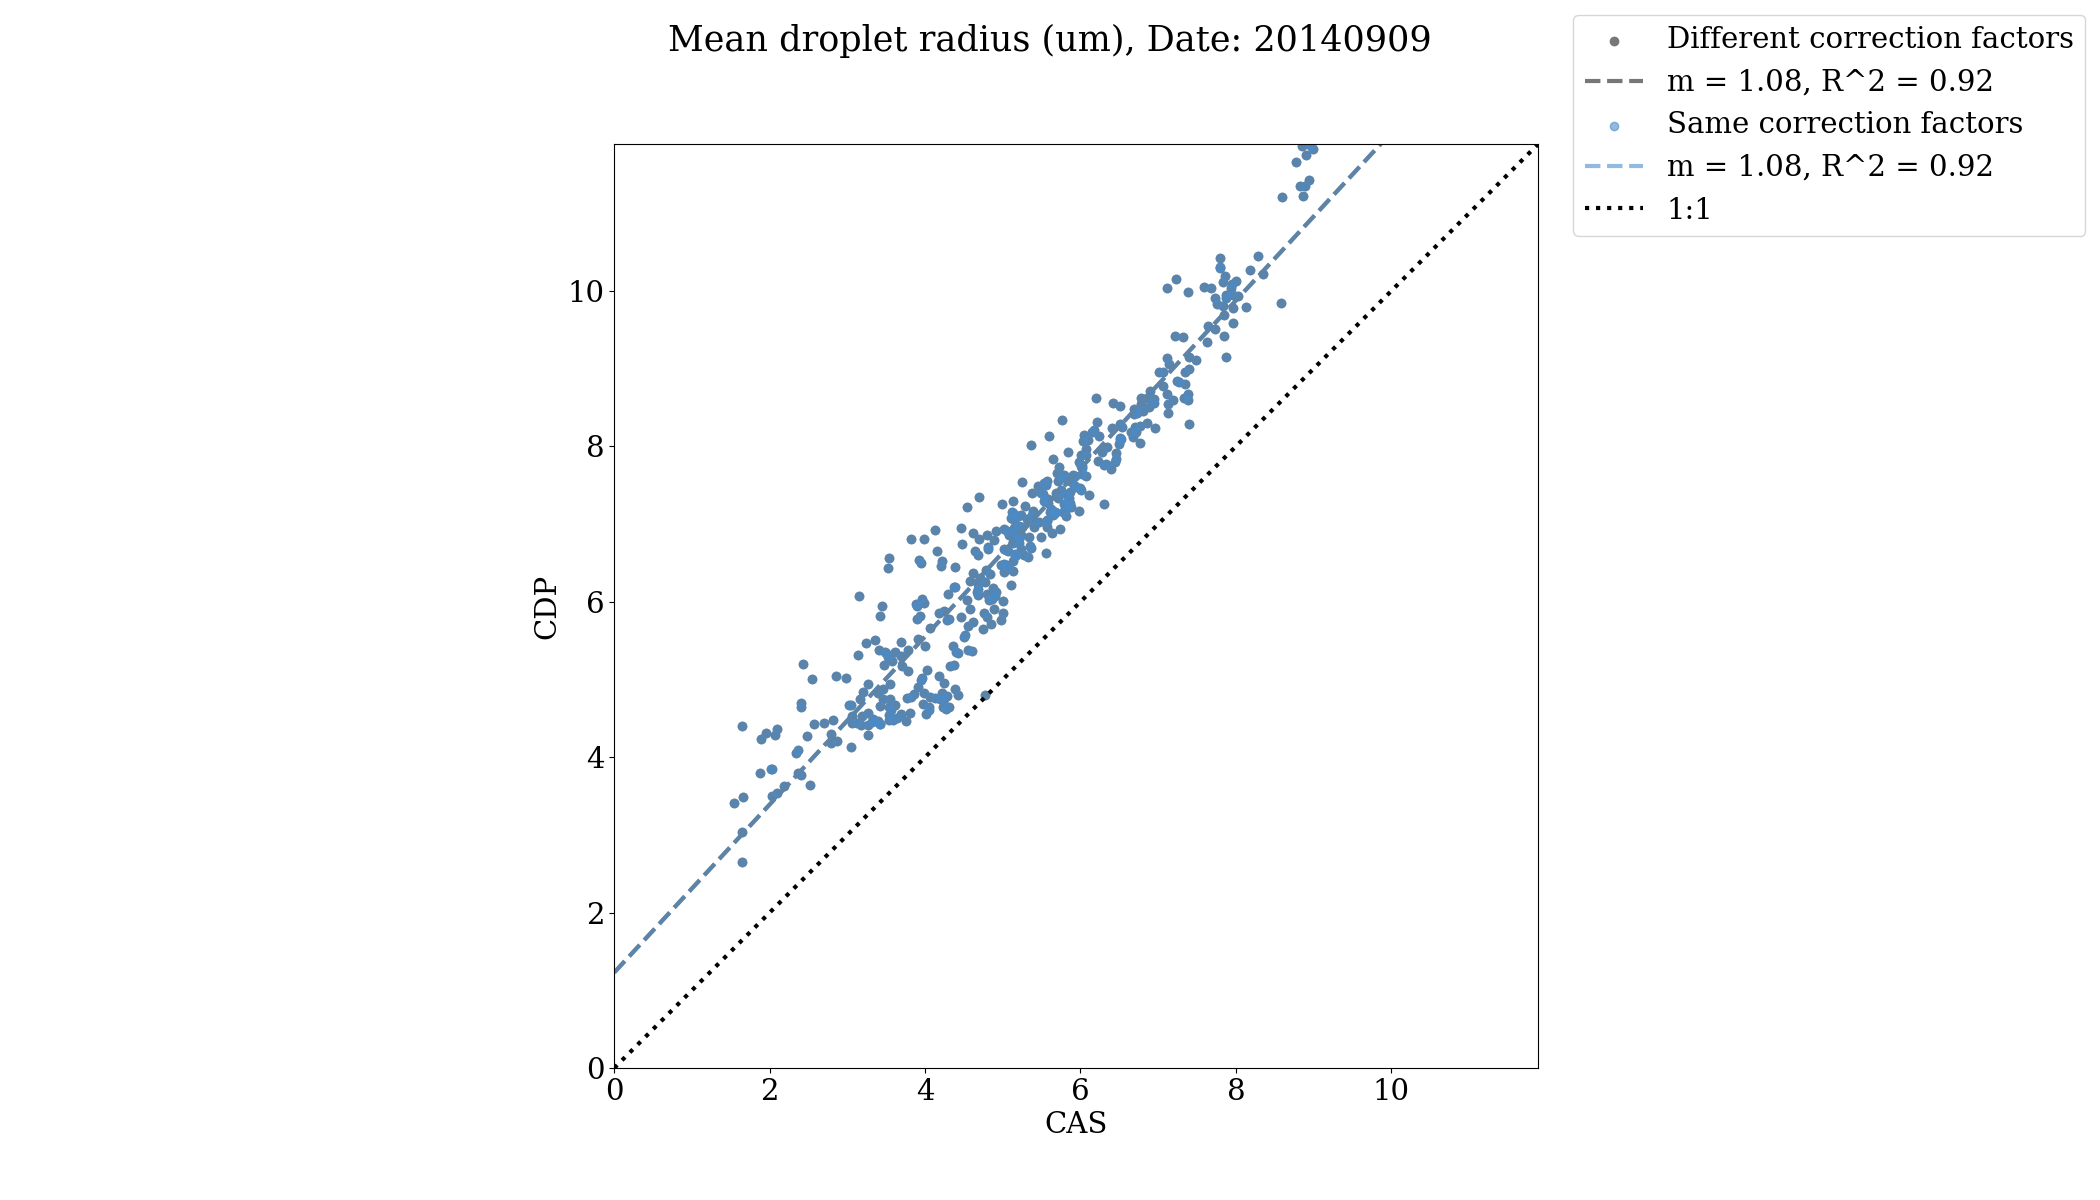 Mean droplet radius (um), Date: 20140909
Different correction factors
m = 1.08, R^2 = 0.92
Same correction factors
m = 1.08, R^2 = 0.92
1:1
10
8
6
4
2
0
CDP
0 2 4 6 8 10
CAS